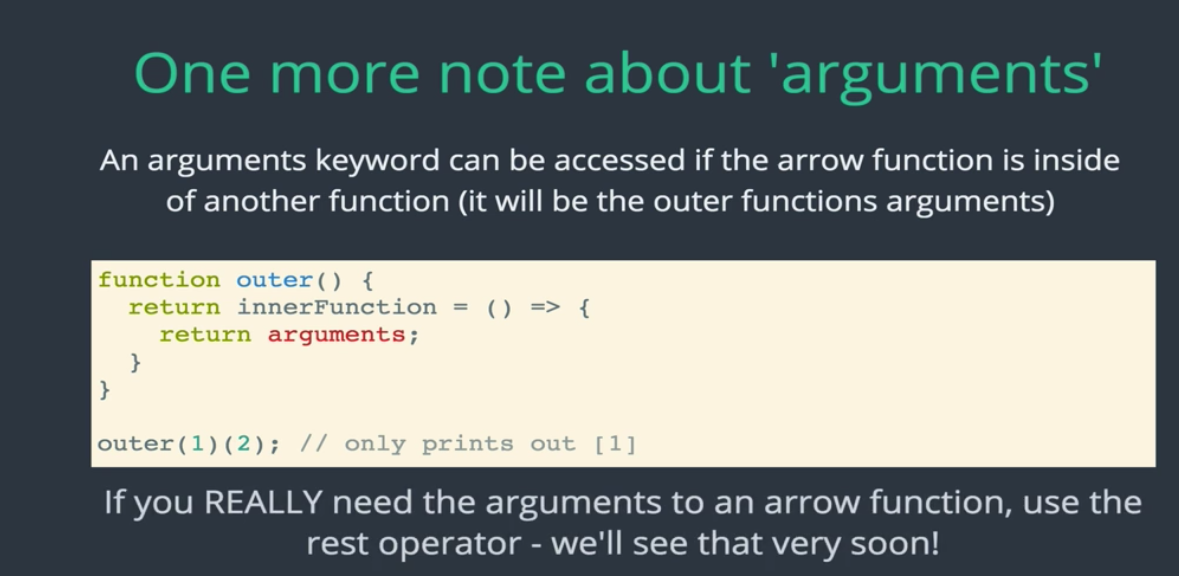 One more note about 'arguments'
An arguments keyword can be accessed if the arrow function is inside
of another function (it will be the outer functions arguments)
function outer() {
  return innerFunction = () => {
    return arguments;
  }
}
outer(1)(2); // only prints out [1]
If you REALLY need the arguments to an arrow function, use the
rest operator - we'll see that very soon!